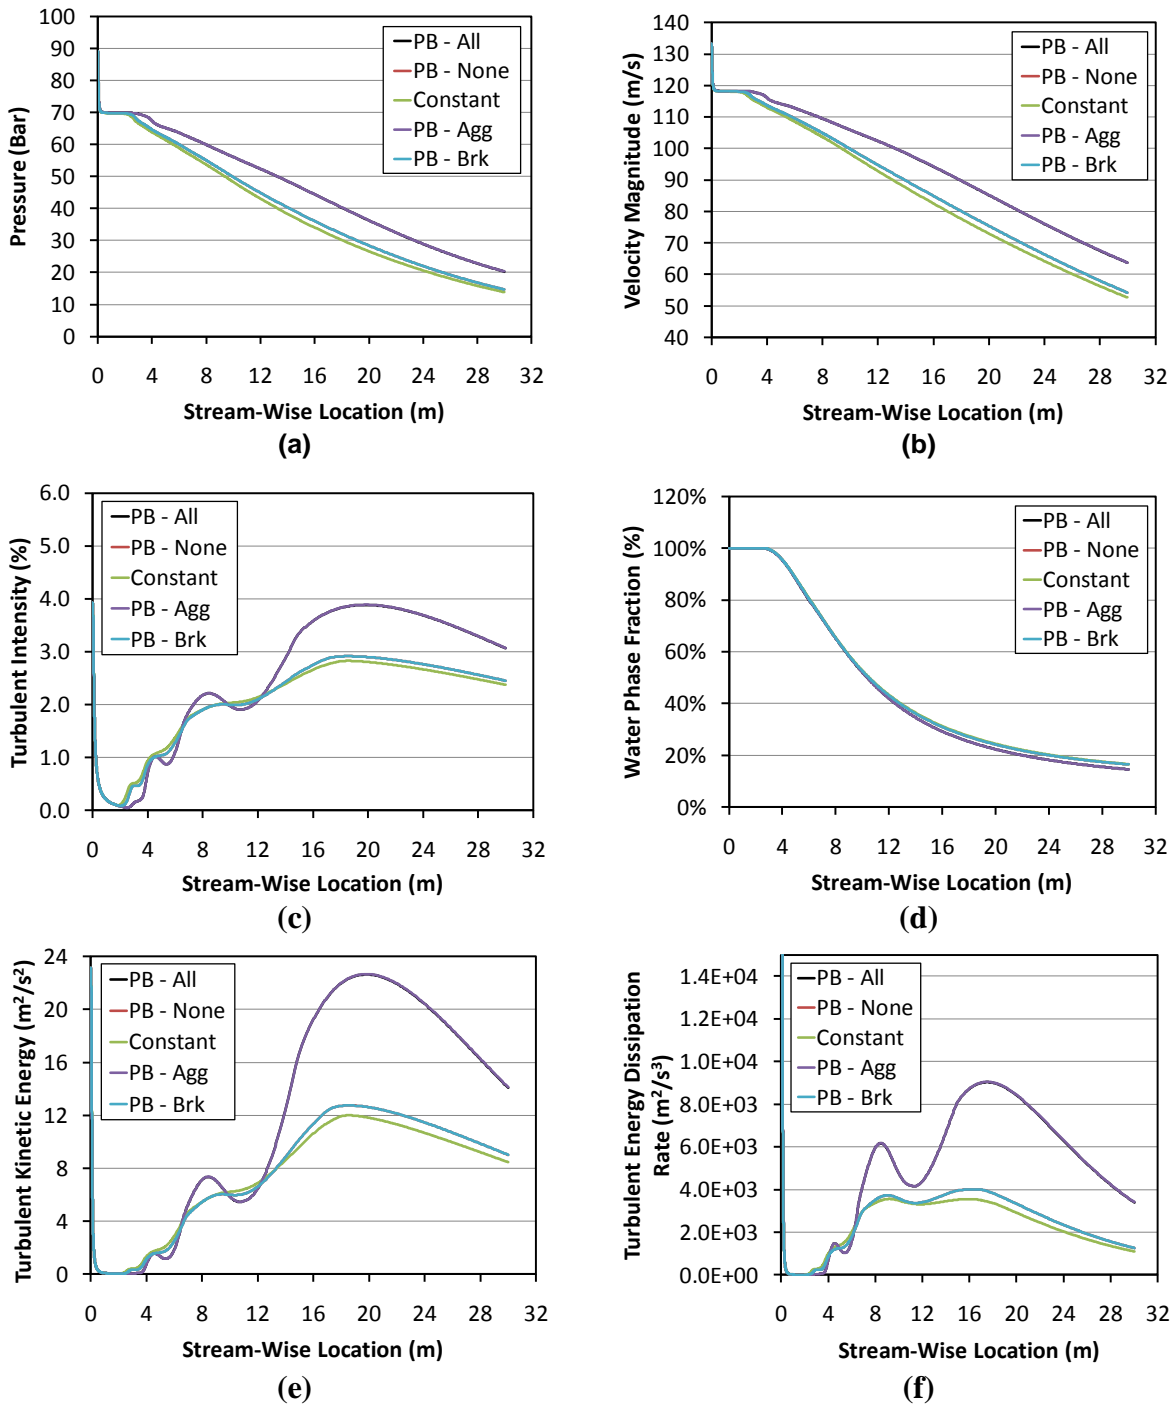 100
90
80
70
60
50
40
30
20
10
0
Pressure (Bar)
PB - All
PB - None
Constant
PB - Agg
PB - Brk
0 4 8 12 16 20 24 28 32
Stream-Wise Location (m)
(a)
140
130
120
110
100
90
80
70
60
50
40
Velocity Magnitude (m/s)
PB - All
PB - None
Constant
PB - Agg
PB - Brk
0 4 8 12 16 20 24 28 32
Stream-Wise Location (m)
(b)
6.0
5.0
4.0
3.0
2.0
1.0
0.0
Turbulent Intensity (%)
PB - All
PB - None
Constant
PB - Agg
PB - Brk
0 4 8 12 16 20 24 28 32
Stream-Wise Location (m)
(c)
120%
100%
80%
60%
40%
20%
0%
Water Phase Fraction (%)
PB - All
PB - None
Constant
PB - Agg
PB - Brk
0 4 8 12 16 20 24 28 32
Stream-Wise Location (m)
(d)
24
20
16
12
8
4
0
Turbulent Kinetic Energy (m²/s²)
PB - All
PB - None
Constant
PB - Agg
PB - Brk
0 4 8 12 16 20 24 28 32
Stream-Wise Location (m)
(e)
1.4E+04
1.2E+04
1.0E+04
8.0E+03
6.0E+03
4.0E+03
2.0E+03
0.0E+00
Turbulent Energy Dissipation
Rate (m²/s³)
PB - All
PB - None
Constant
PB - Agg
PB - Brk
0 4 8 12 16 20 24 28 32
Stream-Wise Location (m)
(f)